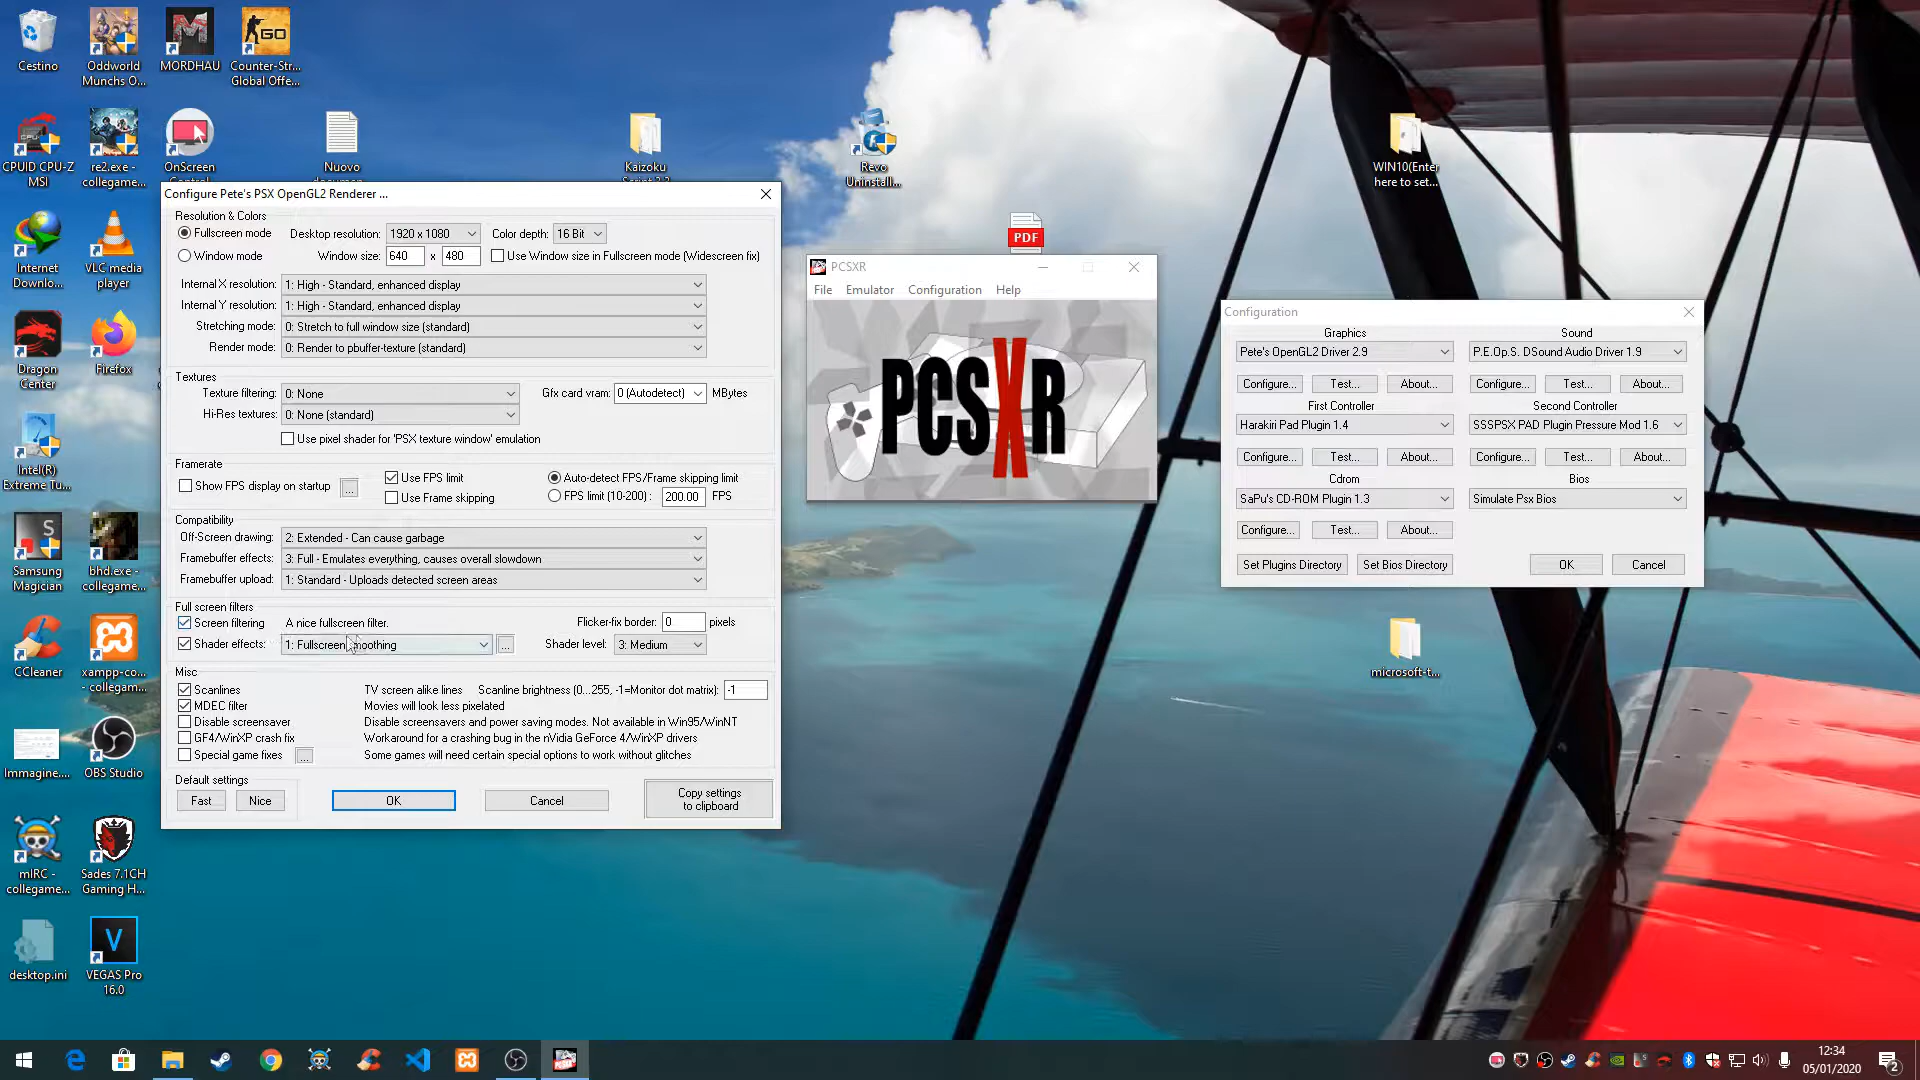 Cestino
Oddworld
Munchs O...
MORDHAU
Counter-Str...
Global Offe...
CPUID CPU-Z
MSI
re2.exe -
collegame...
OnScreen
Control
Nuovo
Kaizoku
Revo
Uninstall...
WIN10(Enter
here to set...
Internet
Downlo...
VLC media
player
Dragon
Center
Firefox
Intel(R)
Extreme Tu...
Samsung
Magician
bhd.exe -
collegame...
CCleaner
xampp-co...
- collegam...
Immagine....
OBS Studio
mIRC -
collegame...
Sades 7.1CH
Gaming H...
desktop.ini
VEGAS Pro
16.0
PDF
microsoft-t...
Configure Pete's PSX OpenGL2 Renderer ...
Resolution & Colors
Fullscreen mode Desktop resolution: 1920 x 1080 Color depth: 16 Bit
Window mode Window size: 640 x 480 Use Window size in Fullscreen mode (Widescreen fix)
Internal X resolution: 1: High - Standard, enhanced display
Internal Y resolution: 1: High - Standard, enhanced display
Stretching mode: 0: Stretch to full window size (standard)
Render mode: 0: Render to pbuffer-texture (standard)
Textures
Texture filtering: 0: None Gfx card vram: 0 (Autodetect) MBytes
Hi-Res textures: 0: None (standard)
Use pixel shader for 'PSX texture window' emulation
Framerate
Show FPS display on startup ... Use FPS limit Auto-detect FPS/Frame skipping limit
Use Frame skipping FPS limit (10-200) : 200.00 FPS
Compatibility
Off-Screen drawing: 2: Extended - Can cause garbage
Framebuffer effects: 3: Full - Emulates everything, causes overall slowdown
Framebuffer upload: 1: Standard - Uploads detected screen areas
Full screen filters
Screen filtering A nice fullscreen filter. Flicker-fix border: 0 pixels
Shader effects: 1: Fullscreen smoothing ... Shader level: 3: Medium
Misc
Scanlines TV screen alike lines Scanline brightness (0...255, -1=Monitor dot matrix): -1
MDEC filter Movies will look less pixelated
Disable screensaver Disable screensavers and power saving modes. Not available in Win95/WinNT
GF4/WinXP crash fix Workaround for a crashing bug in the nVidia GeForce 4/WinXP drivers
Special game fixes ... Some games will need certain special options to work without glitches
Default settings
Fast Nice OK Cancel Copy settings
to clipboard
PCSXR
File Emulator Configuration Help
PCSXR
Configuration
Graphics Sound
Pete's OpenGL2 Driver 2.9 P.E.Op.S. DSound Audio Driver 1.9
Configure... Test... About... Configure... Test... About...
First Controller Second Controller
Harakiri Pad Plugin 1.4 SSSPSX PAD Plugin Pressure Mod 1.6
Configure... Test... About... Configure... Test... About...
Cdrom Bios
SaPu's CD-ROM Plugin 1.3 Simulate Psx Bios
Configure... Test... About...
Set Plugins Directory Set Bios Directory OK Cancel
12:34
05/01/2020
2